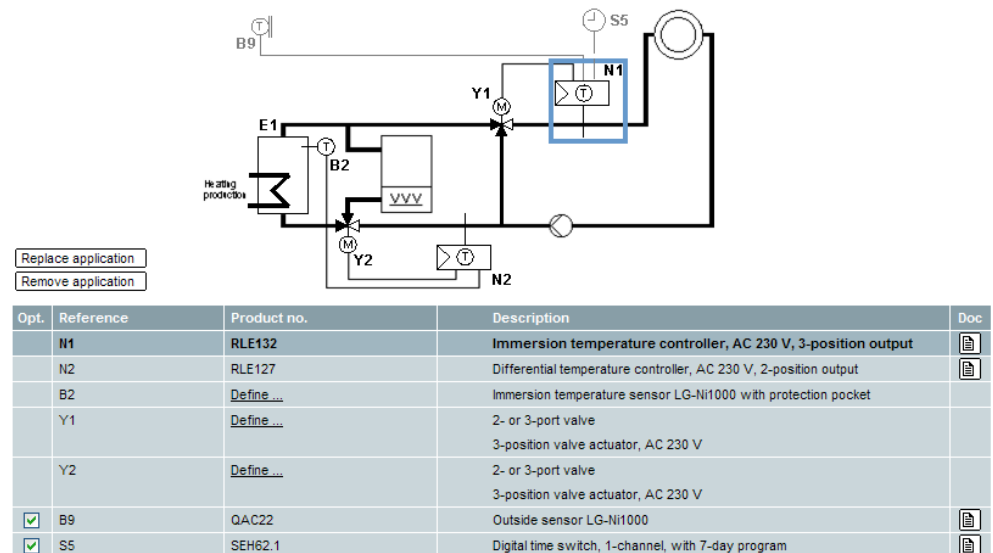 T
B9
S5
N1
T
Y1
M
E1
T
B2
Heating
production
VVV
M
Y2
T
N2
Replace application
Remove application
Opt. Reference Product no. Description Doc
N1 RLE132 Immersion temperature controller, AC 230 V, 3-position output
N2 RLE127 Differential temperature controller, AC 230 V, 2-position output
B2 Define ... Immersion temperature sensor LG-Ni1000 with protection pocket
Y1 Define ... 2- or 3-port valve
3-position valve actuator, AC 230 V
Y2 Define ... 2- or 3-port valve
3-position valve actuator, AC 230 V
B9 QAC22 Outside sensor LG-Ni1000
S5 SEH62.1 Digital time switch, 1-channel, with 7-day program